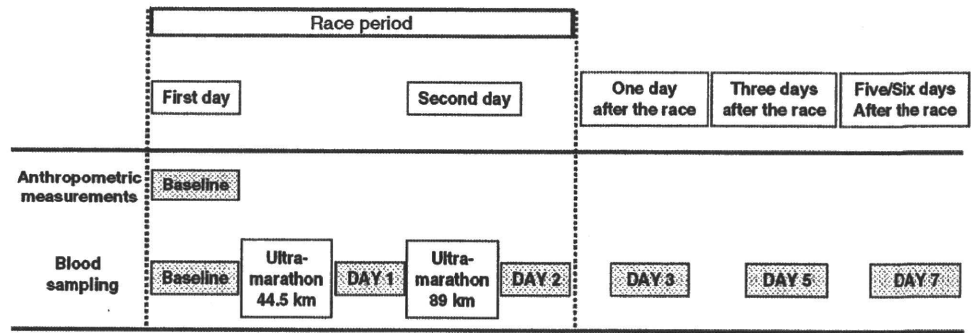 Race period
First day
Second day
One day
after the race
Three days
after the race
Five/Six days
After the race
Anthropometric
measurements
Baseline
Blood
sampling
Baseline
Ultra-
marathon
44.5 km
DAY 1
Ultra-
marathon
89 km
DAY 2
DAY 3
DAY 5
DAY 7